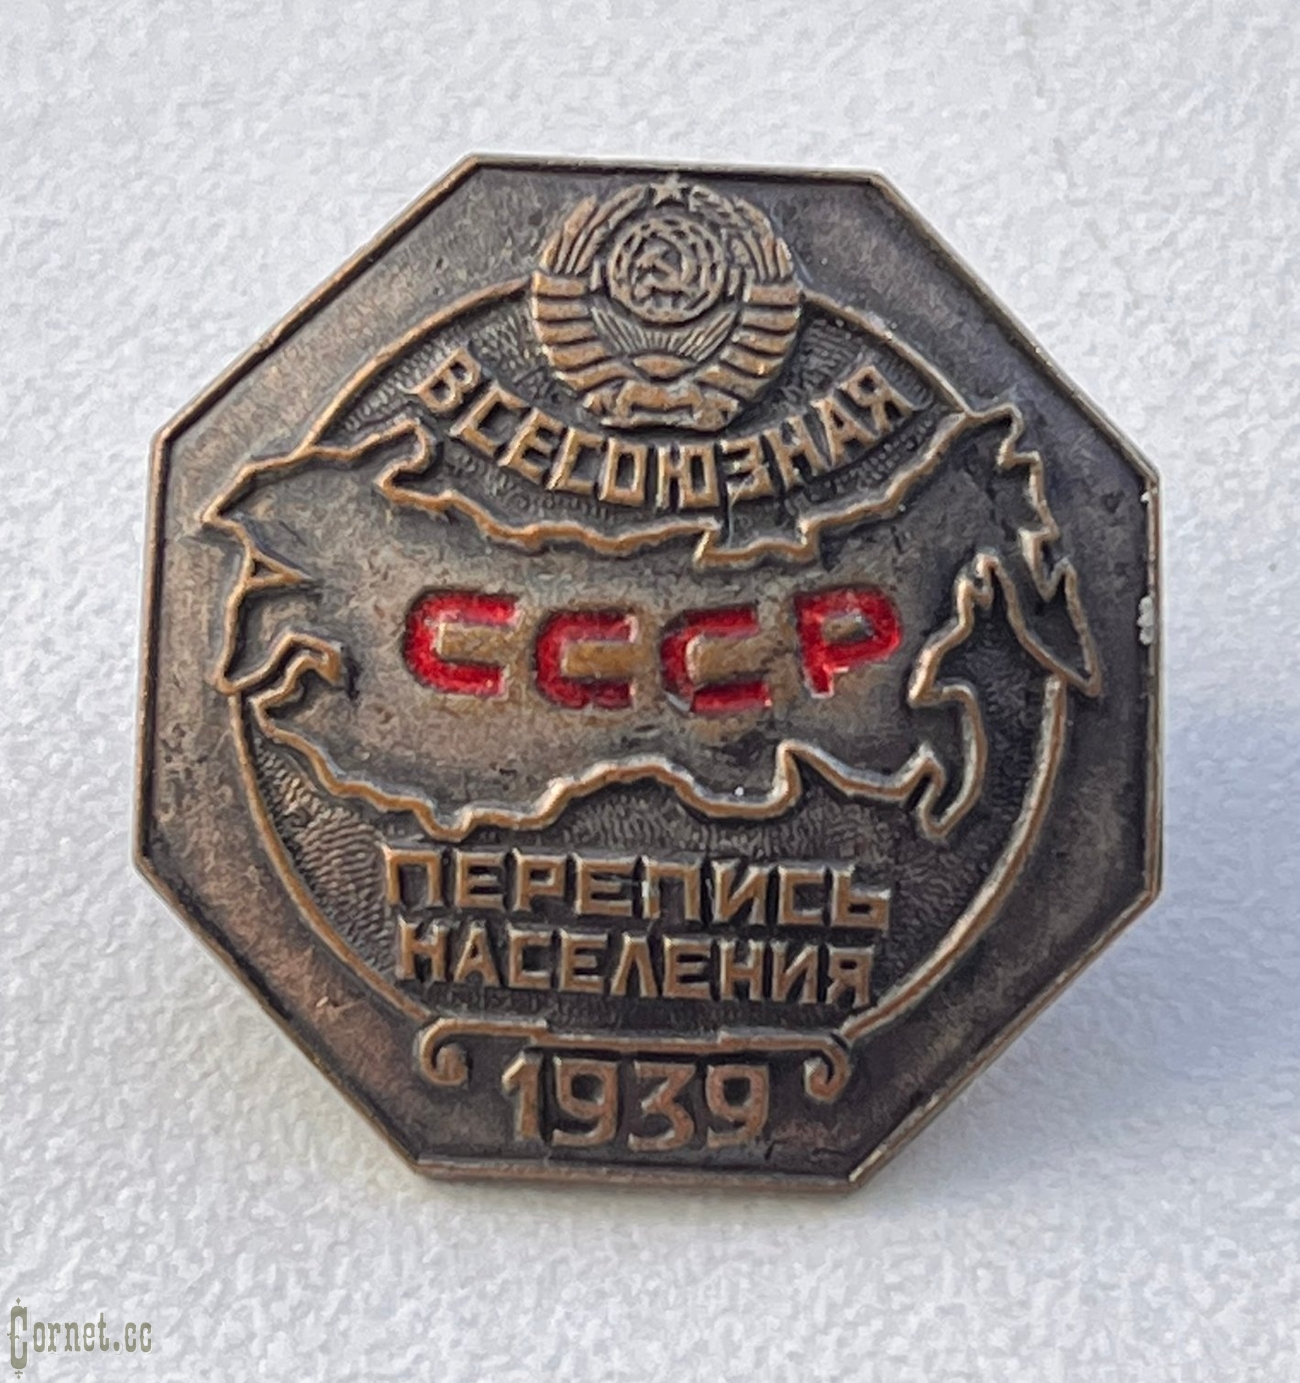 ВСЕСОЮЗНАЯ
СССР
ПЕРЕПИСЬ
НАСЕЛЕНИЯ
1939
Cornet.cc